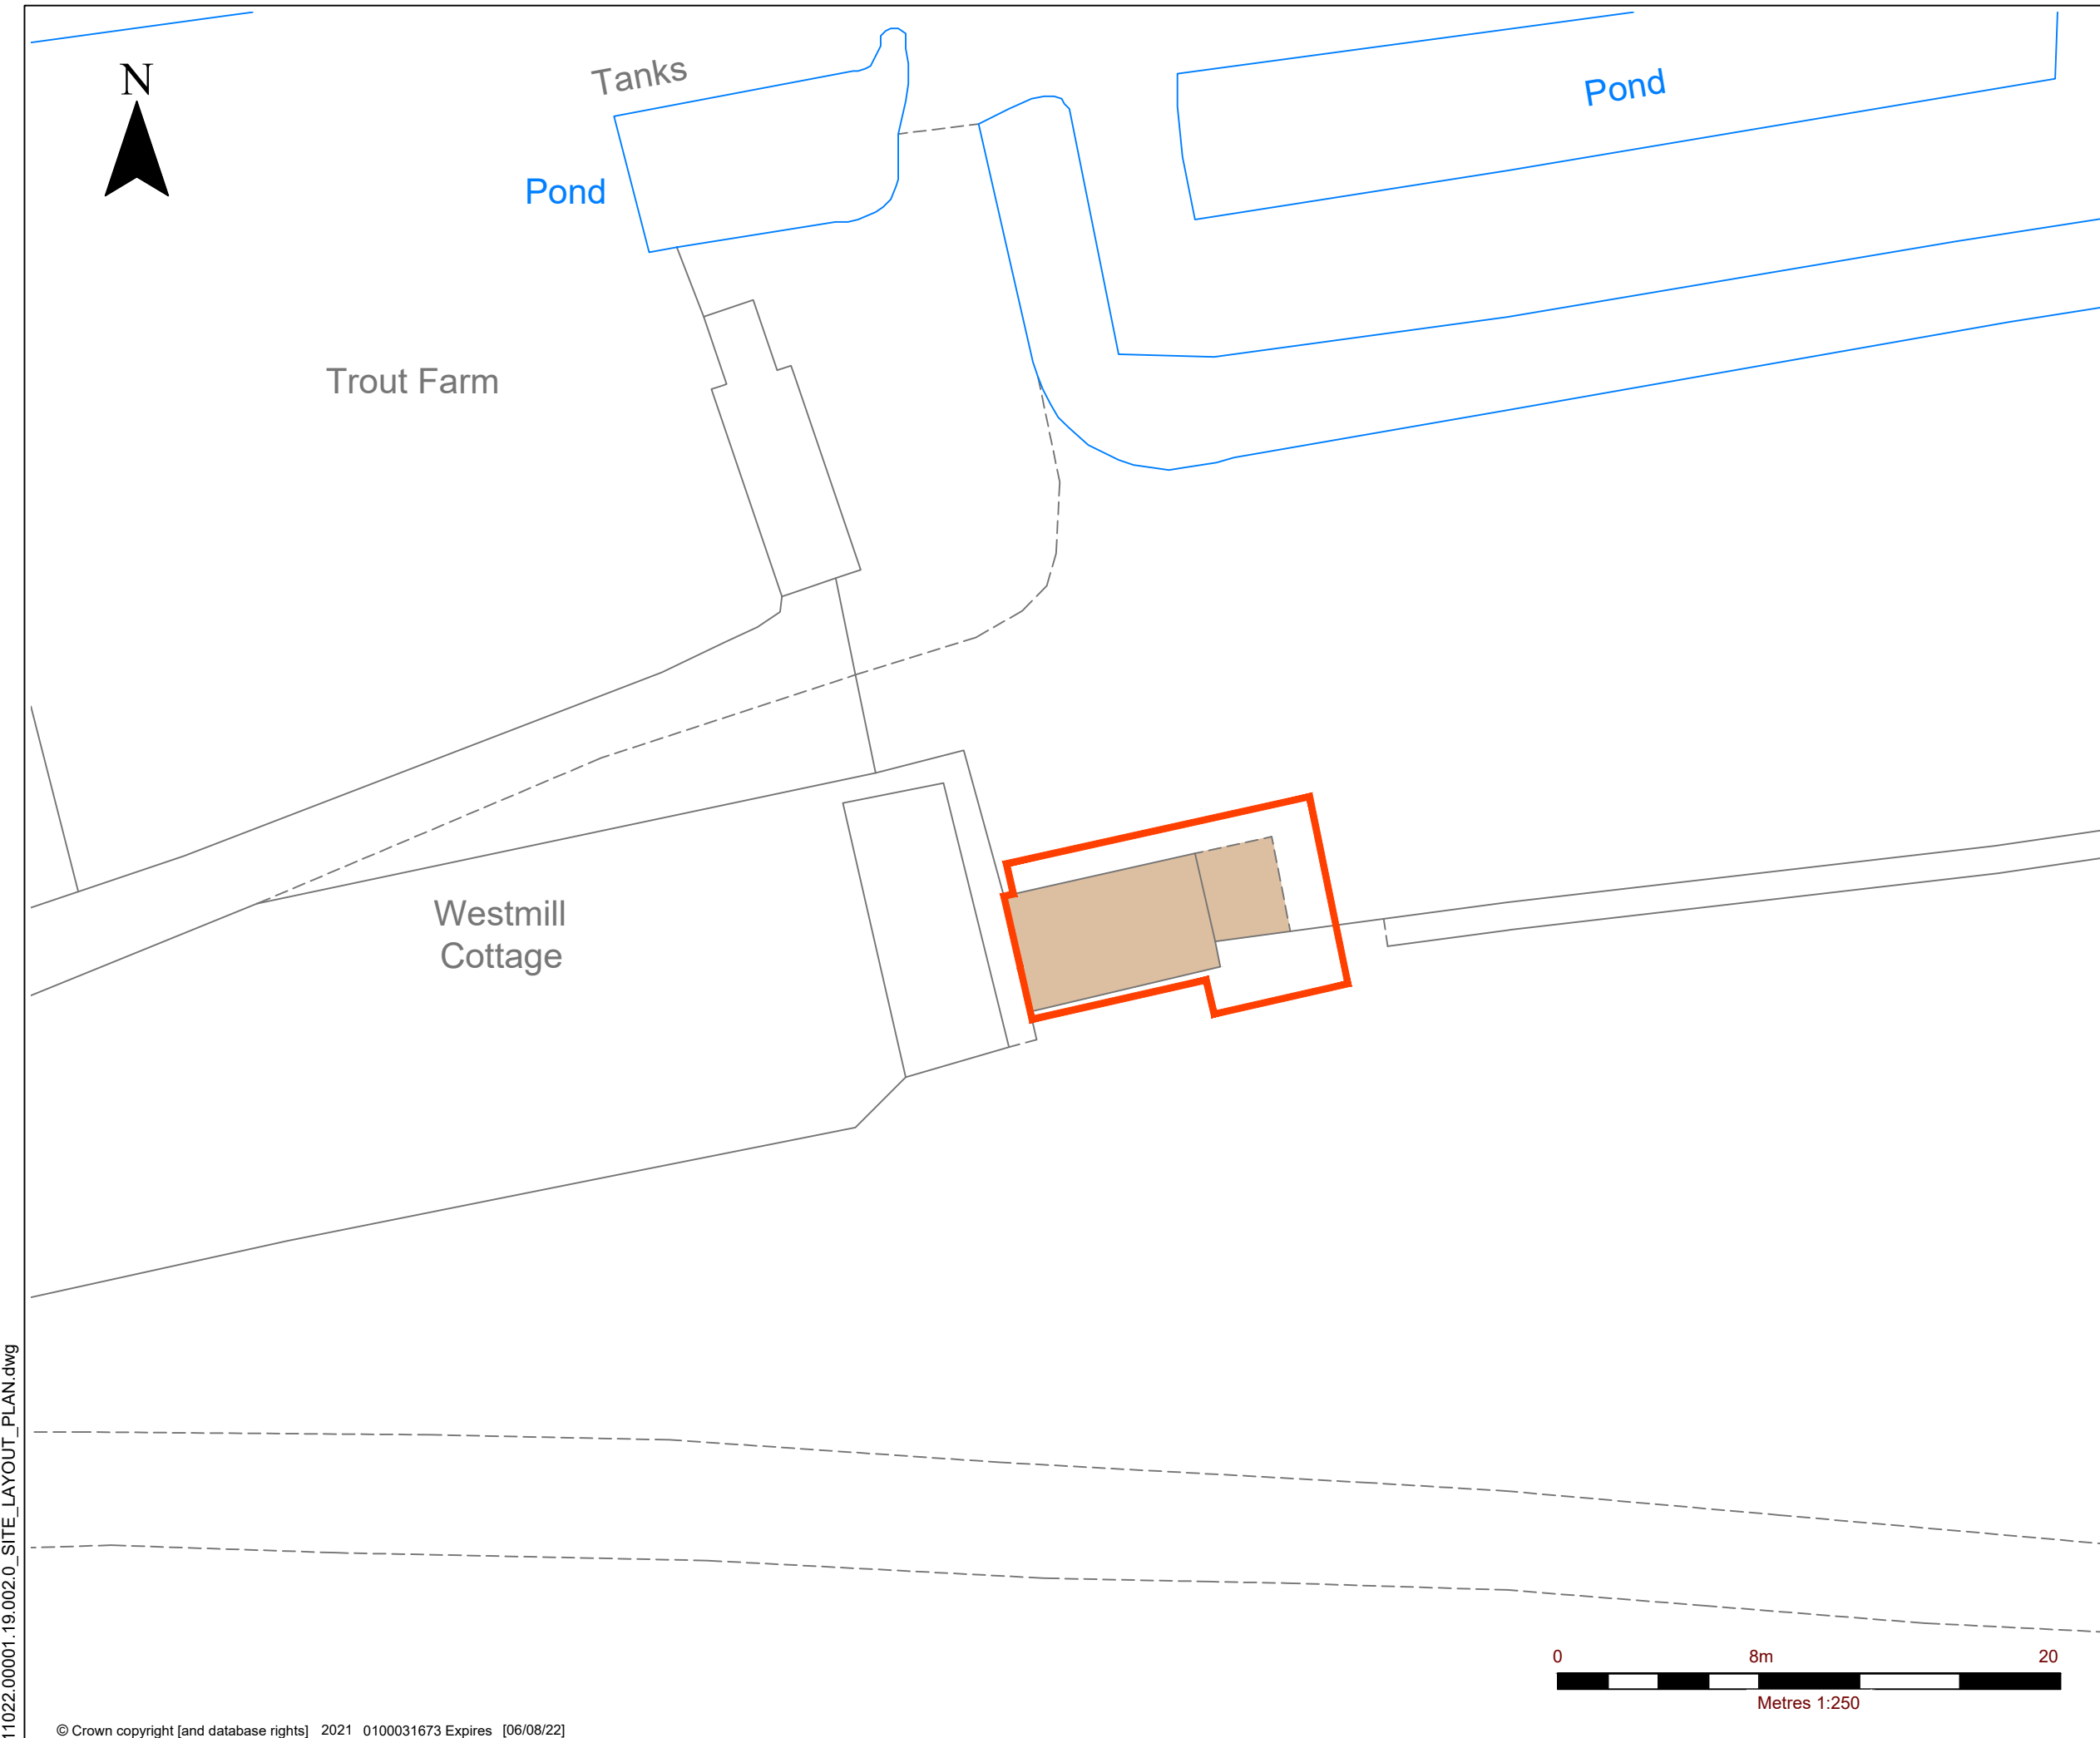 N
Tanks
Pond
Pond
Trout Farm
Westmill
Cottage
11022.00001.19.002.0_SITE_LAYOUT_PLAN.dwg
0 8m 20
Metres 1:250
© Crown copyright [and database rights] 2021 0100031673 Expires [06/08/22]